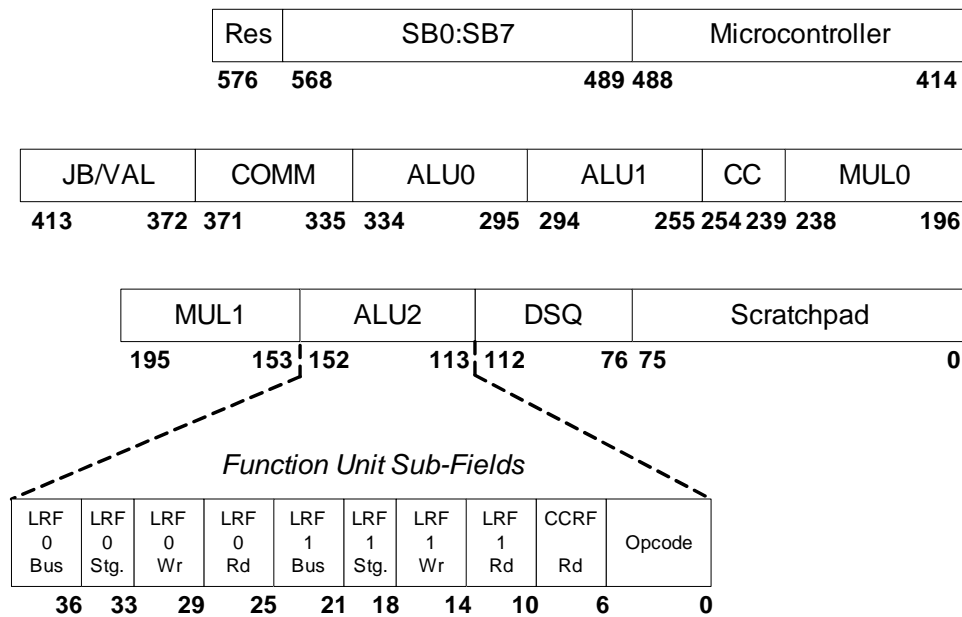 Res SB0:SB7 Microcontroller
576 568 489 488 414
JB/VAL COMM ALU0 ALU1 CC MUL0
413 372 371 335 334 295 294 255 254 239 238 196
MUL1 ALU2 DSQ Scratchpad
195 153 152 113 112 76 75 0
Function Unit Sub-Fields
LRF LRF LRF LRF LRF LRF LRF LRF CCRF
0 0 0 0 1 1 1 1 Opcode
Bus Stg. Wr Rd Bus Stg. Wr Rd Rd
36 33 29 25 21 18 14 10 6 0